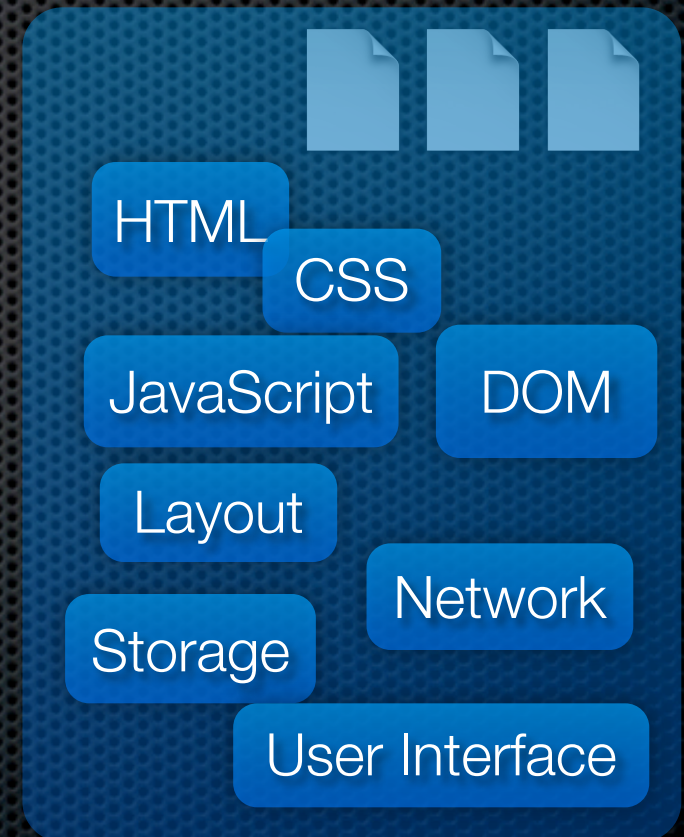 HTML
CSS
JavaScript
DOM
Layout
Network
Storage
User Interface